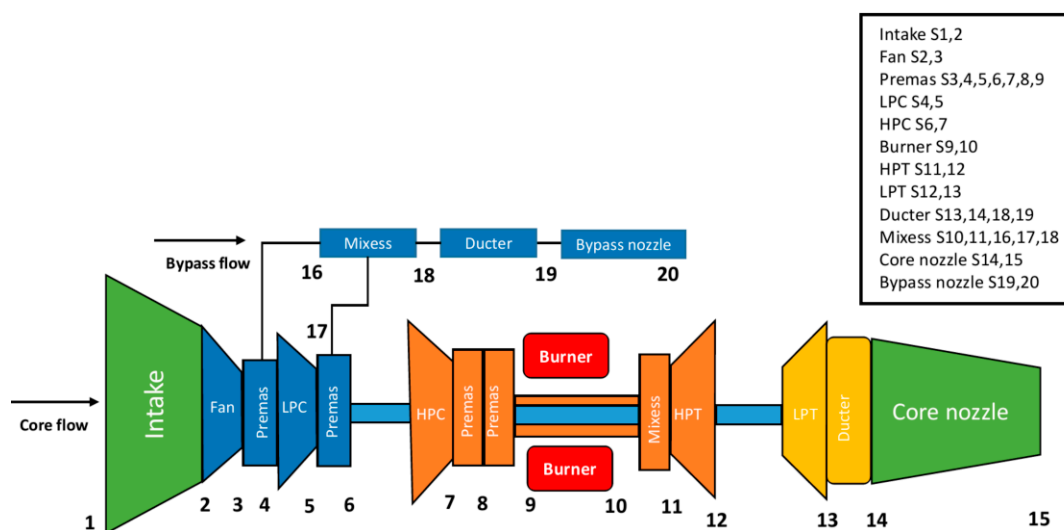 Intake S1,2
Fan S2,3
Premas S3,4,5,6,7,8,9
LPC S4,5
HPC S6,7
Burner S9,10
HPT S11,12
LPT S12,13
Ducter S13,14,18,19
Mixess S10,11,16,17,18
Core nozzle S14,15
Bypass nozzle S19,20
Bypass flow
Mixess
Ducter
Bypass nozzle
16
18
19
20
17
Core flow
Intake
Fan
Premas
LPC
Premas
HPC
Premas
Premas
Burner
Burner
Mixess
HPT
LPT
Ducter
Core nozzle
1
2
3
4
5
6
7
8
9
10
11
12
13
14
15